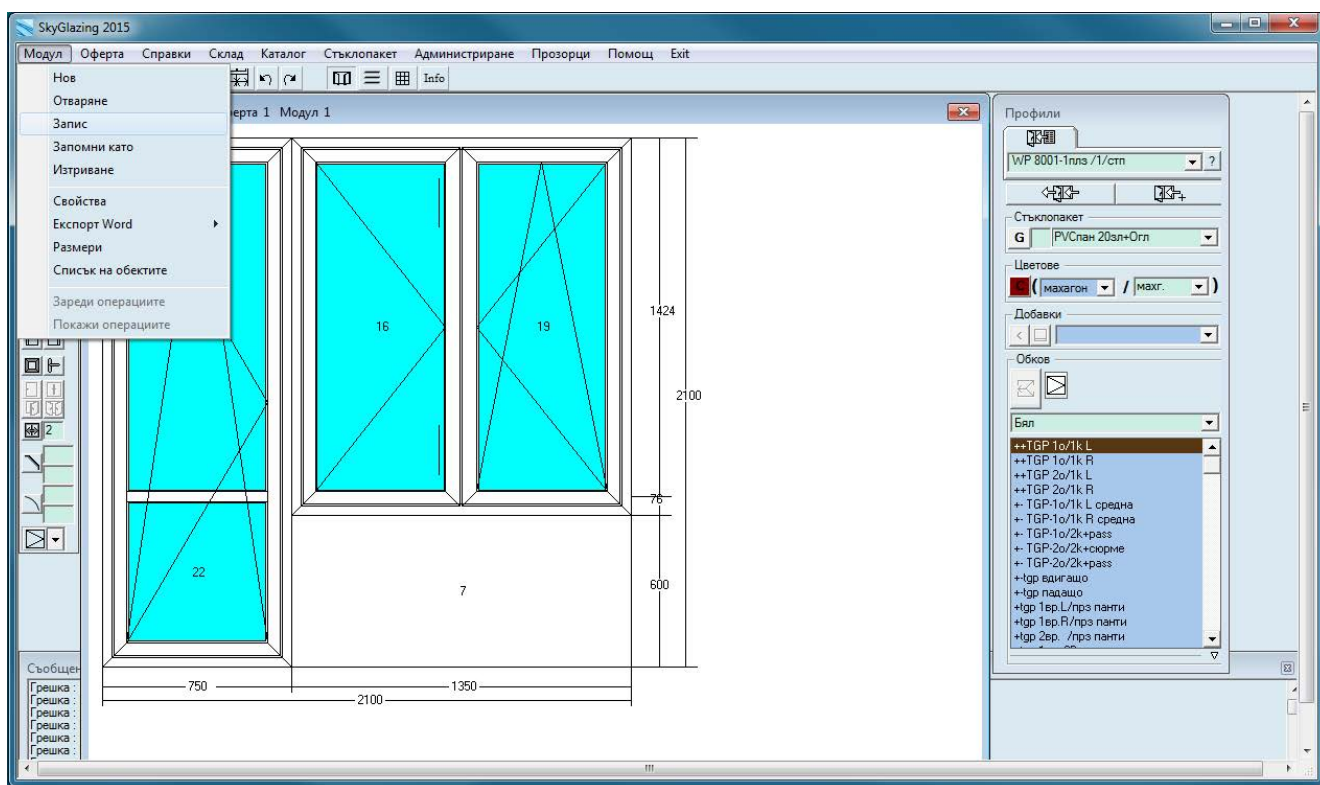 SkyGlazing 2015
Модул Оферта Справки Склад Каталог Стъклопакет Администриране Прозорци Помощ Exit
Нов
Отваряне
Запис
Запомни като
Изтриване
Свойства
Експорт Word
Размери
Списък на обектите
Зареди операциите
Покажи операциите
Info
ерта 1 Модул 1
16
19
22
7
1424
2100
76
600
750
1350
2100
2
Профили
WP 8001-1плз /1/стп
?
Стъклопакет
G PVCпан 20зл+Огл
Цветове
C ( махагон / махг. )
Добавки
<
Обков
Бял
++TGP 1o/1k L
++TGP 1o/1k R
++TGP 2o/1k L
++TGP 2o/1k R
+- TGP-1o/1k L средна
+- TGP-1o/1k R средна
+- TGP-1o/2k+pass
+- TGP-2o/2k+сюрме
+- TGP-2o/2k+pass
+-tgp вдигащо
+-tgp падащо
+tgp 1вр.L/прз панти
+tgp 1вр.R/прз панти
+tgp 2вр. /прз панти
Съобщен
Грешка :
Грешка :
Грешка :
Грешка :
Грешка :
Грешка :